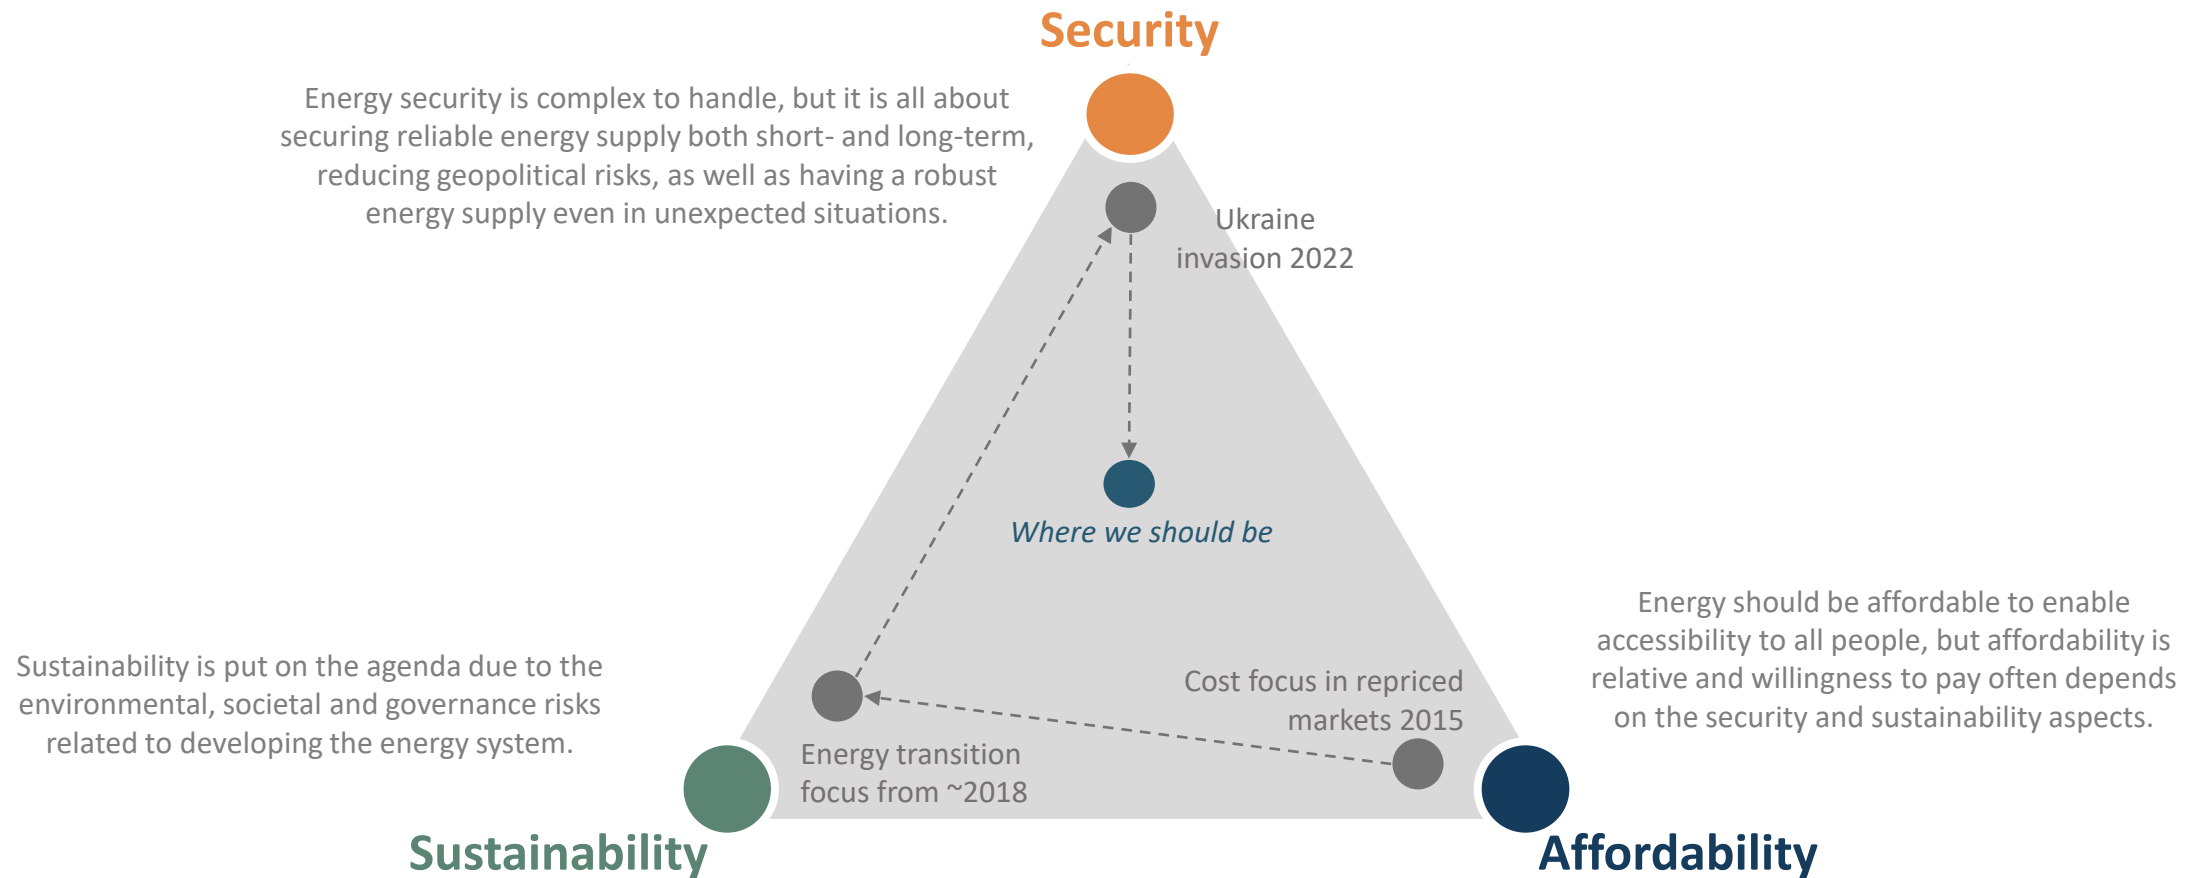 Security
Energy security is complex to handle, but it is all about
securing reliable energy supply both short- and long-term,
reducing geopolitical risks, as well as having a robust
energy supply even in unexpected situations.
Ukraine
invasion 2022
Where we should be
Energy should be affordable to enable
accessibility to all people, but affordability is
relative and willingness to pay often depends
on the security and sustainability aspects.
Sustainability is put on the agenda due to the
environmental, societal and governance risks
related to developing the energy system.
Cost focus in repriced
markets 2015
Energy transition
focus from ~2018
Sustainability
Affordability